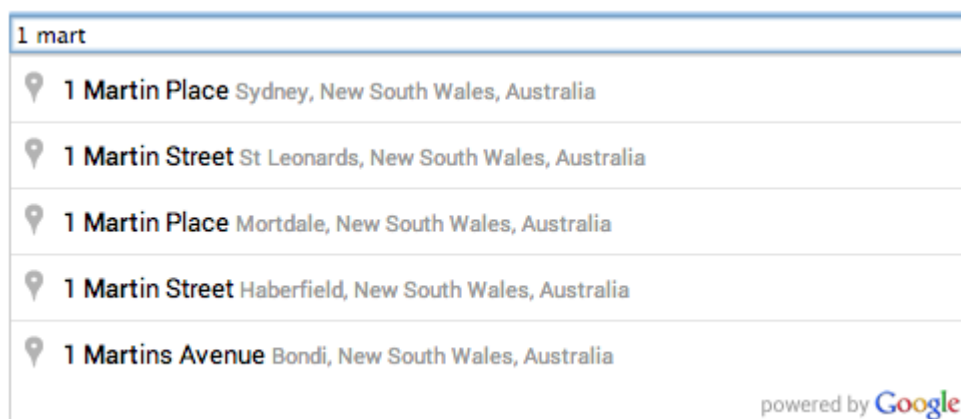 1 mart
1 Martin Place Sydney, New South Wales, Australia
1 Martin Street St Leonards, New South Wales, Australia
1 Martin Place Mortdale, New South Wales, Australia
1 Martin Street Haberfield, New South Wales, Australia
1 Martins Avenue Bondi, New South Wales, Australia
powered by Google